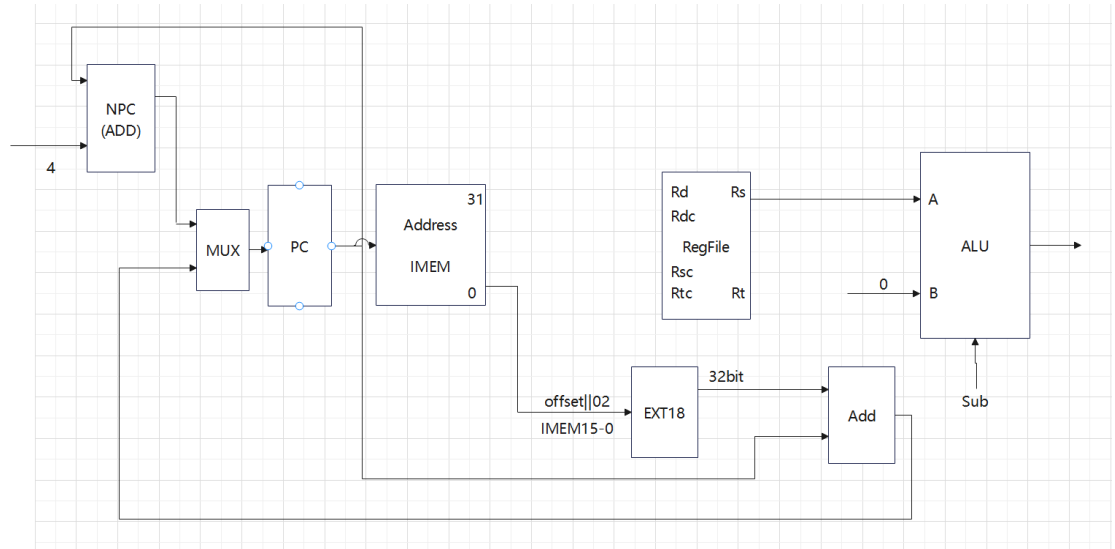 NPC
(ADD)
4
MUX
PC
31
Address
IMEM
0
Rd Rs
Rdc
RegFile
Rsc
Rtc Rt
A
ALU
0
B
Sub
offset||02
IMEM15-0
EXT18
32bit
Add